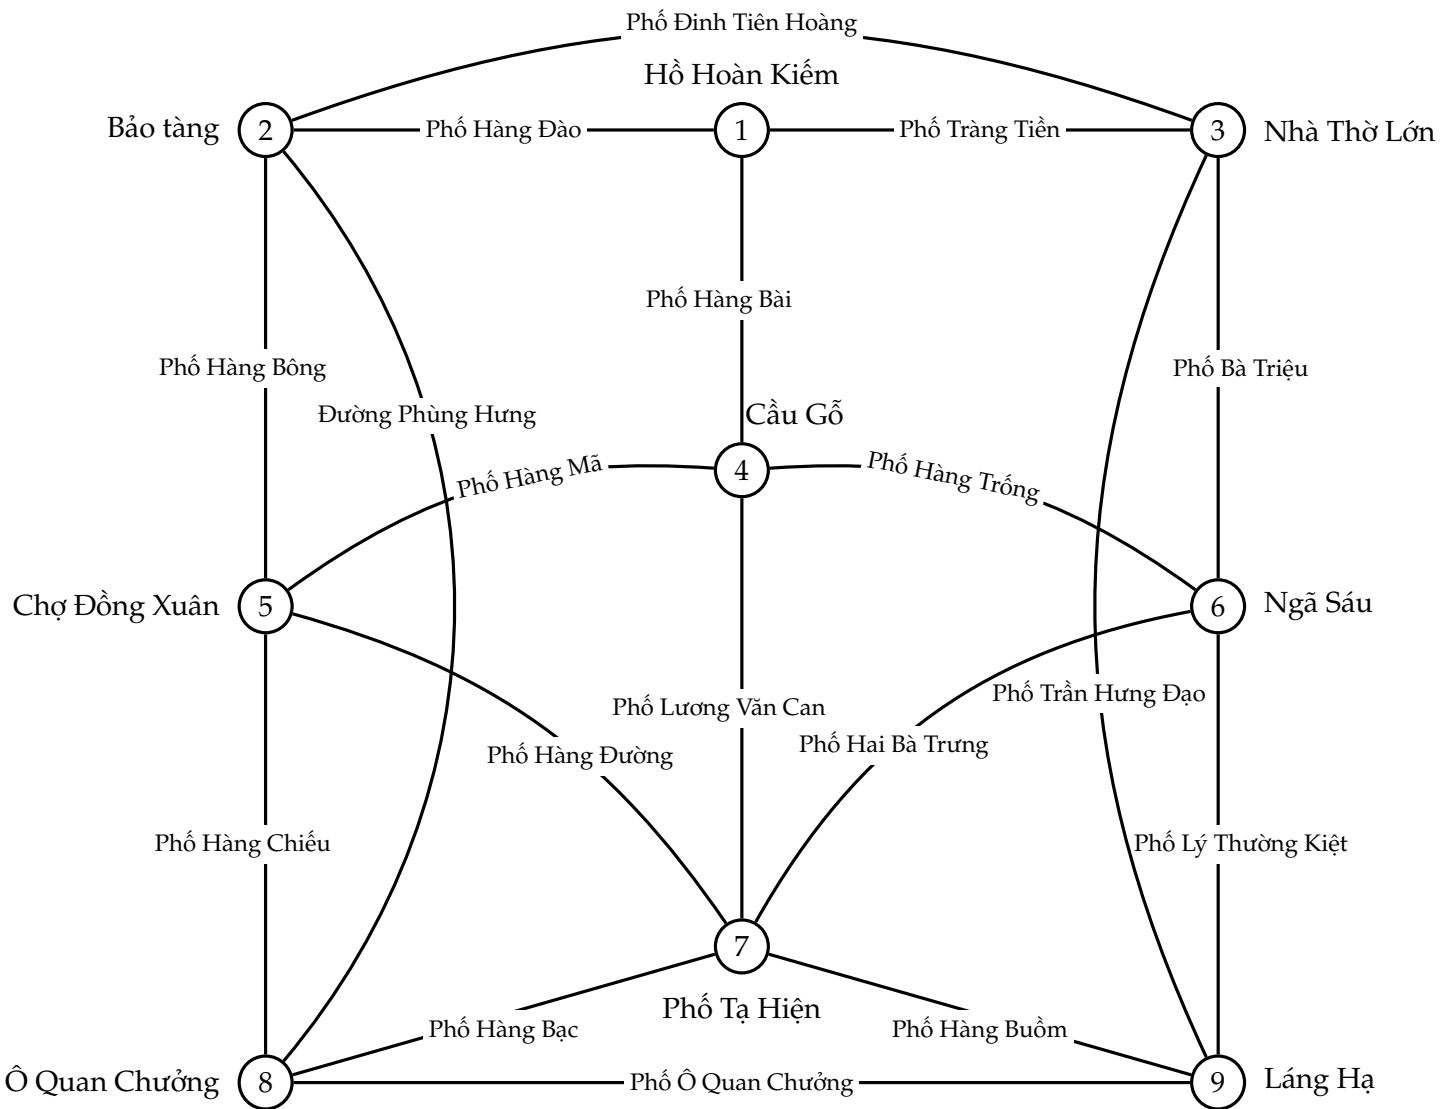 Phố Đinh Tiên Hoàng
Hồ Hoàn Kiếm
Bảo tàng
2
Phố Hàng Đào
1
Phố Tràng Tiền
3
Nhà Thờ Lớn
Phố Hàng Bài
Phố Hàng Bông
Phố Bà Triệu
Đường Phùng Hưng
Cầu Gỗ
Phố Hàng Mã
4
Phố Hàng Trống
Chợ Đồng Xuân
5
6
Ngã Sáu
Phố Trần Hưng Đạo
Phố Lương Văn Can
Phố Hàng Đường
Phố Hai Bà Trưng
Phố Hàng Chiếu
Phố Lý Thường Kiệt
7
Phố Tạ Hiện
Phố Hàng Bạc
Phố Hàng Buồm
Ô Quan Chưởng
8
Phố Ô Quan Chưởng
9
Láng Hạ